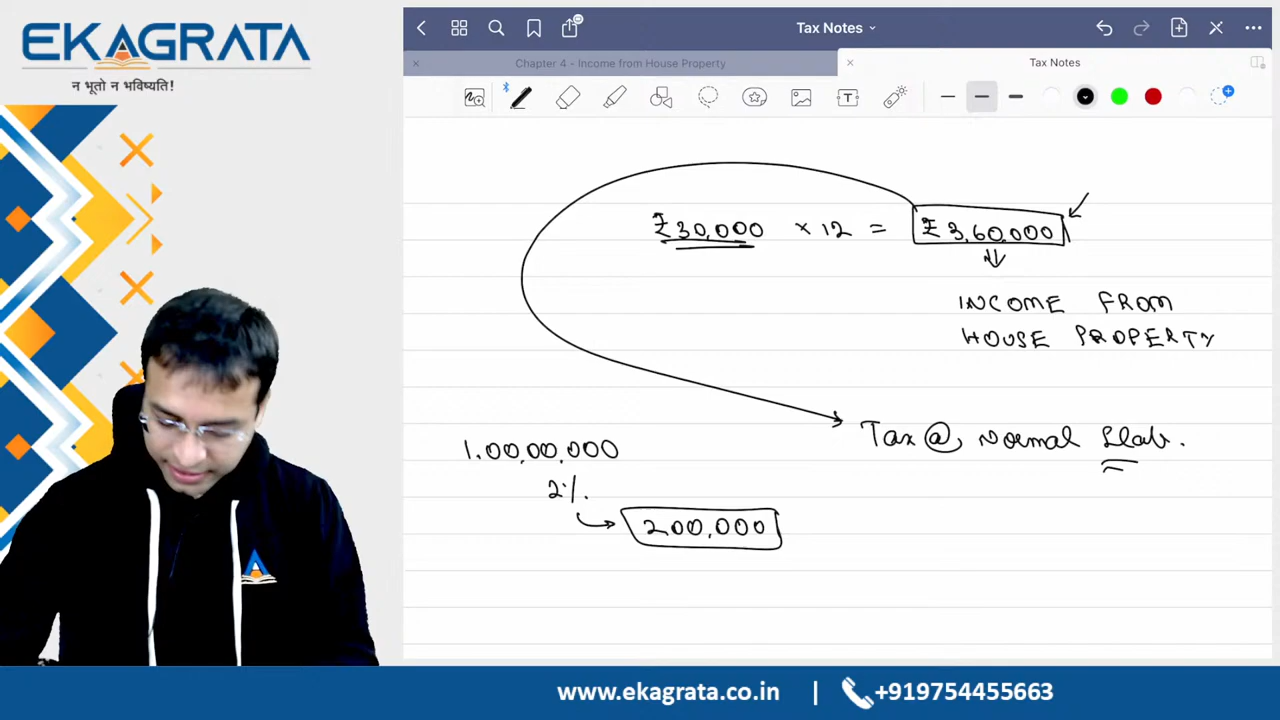 EKAGRATA
न भूतो न भविष्यति!
Tax Notes
Chapter 4 - Income from House Property
Tax Notes
₹30,000 × 12 = ₹3,60,000
INCOME FROM
HOUSE PROPERTY
Tax @ Normal Slab.
1,00,00,000
2%
200,000
www.ekagrata.co.in | +919754455663